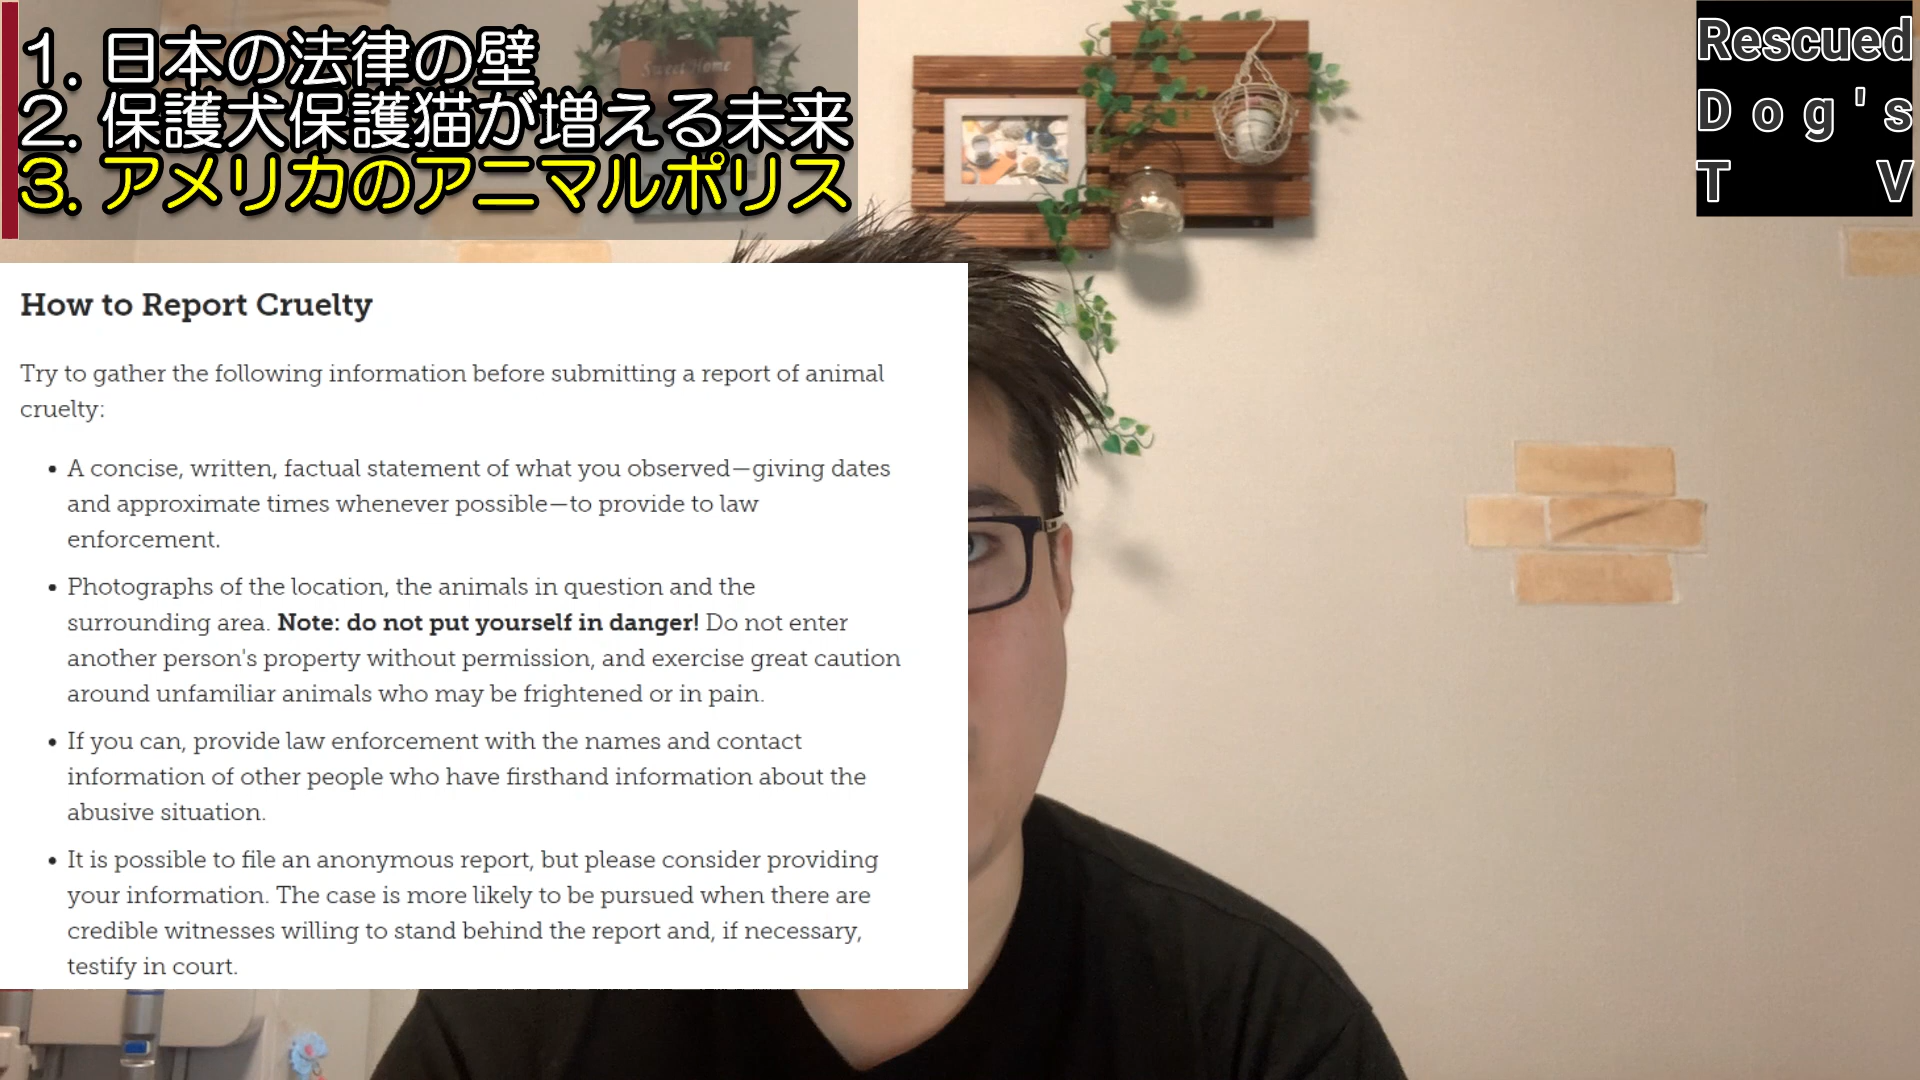 1. 日本の法律の壁
2. 保護犬保護猫が増える未来
3. アメリカのアニマルポリス
Sweet Home
Rescued
Dog's
TV
How to Report Cruelty
Try to gather the following information before submitting a report of animal
cruelty:
• A concise, written, factual statement of what you observed—giving dates
and approximate times whenever possible—to provide to law
enforcement.
• Photographs of the location, the animals in question and the
surrounding area. Note: do not put yourself in danger! Do not enter
another person's property without permission, and exercise great caution
around unfamiliar animals who may be frightened or in pain.
• If you can, provide law enforcement with the names and contact
information of other people who have firsthand information about the
abusive situation.
• It is possible to file an anonymous report, but please consider providing
your information. The case is more likely to be pursued when there are
credible witnesses willing to stand behind the report and, if necessary,
testify in court.